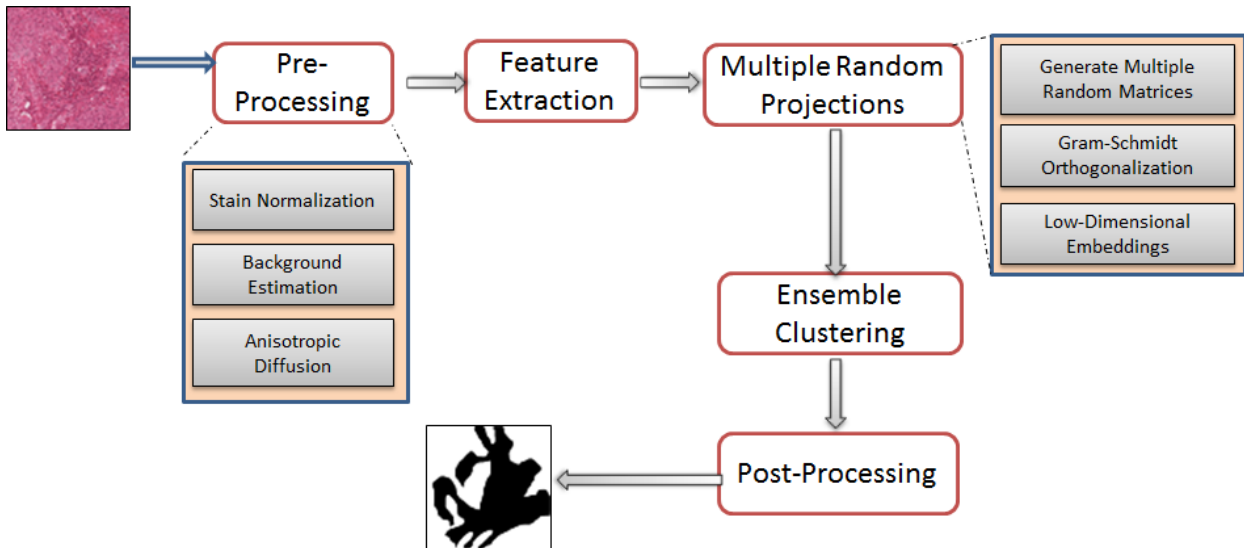 Pre-
Processing
Feature
Extraction
Multiple Random
Projections
Generate Multiple
Random Matrices
Gram-Schmidt
Orthogonalization
Low-Dimensional
Embeddings
Stain Normalization
Background
Estimation
Anisotropic
Diffusion
Ensemble
Clustering
Post-Processing